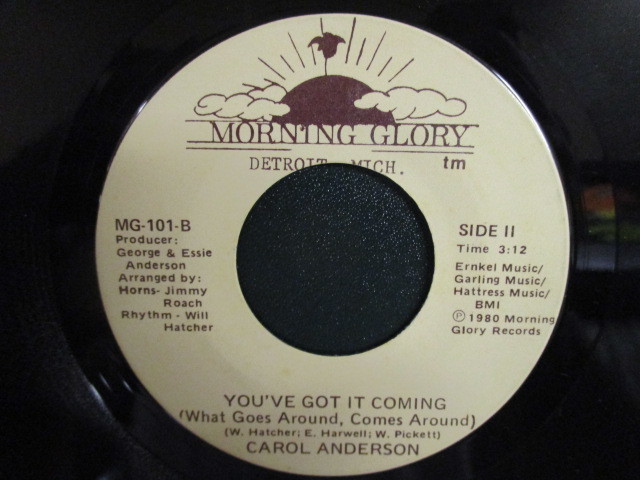 MORNING GLORY
DETROIT, MICH. tm
MG-101-B
Producer:
George & Essie
Anderson
Arranged by:
Horns- Jimmy
Roach
Rhythm - Will
Hatcher
SIDE II
Time 3:12
Ernkel Music/
Garling Music/
Hattress Music/
BMI
℗ 1980 Morning
Glory Records
YOU'VE GOT IT COMING
(What Goes Around, Comes Around)
(W. Hatcher; E. Harwell; W. Pickett)
CAROL ANDERSON